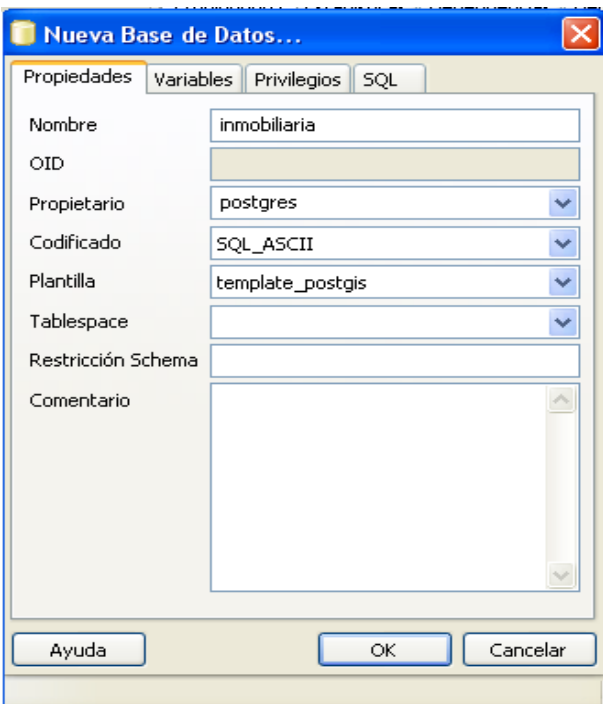 Nueva Base de Datos...
Propiedades Variables Privilegios SQL
Nombre inmobiliaria
OID
Propietario postgres
Codificado SQL_ASCII
Plantilla template_postgis
Tablespace
Restricción Schema
Comentario
Ayuda OK Cancelar